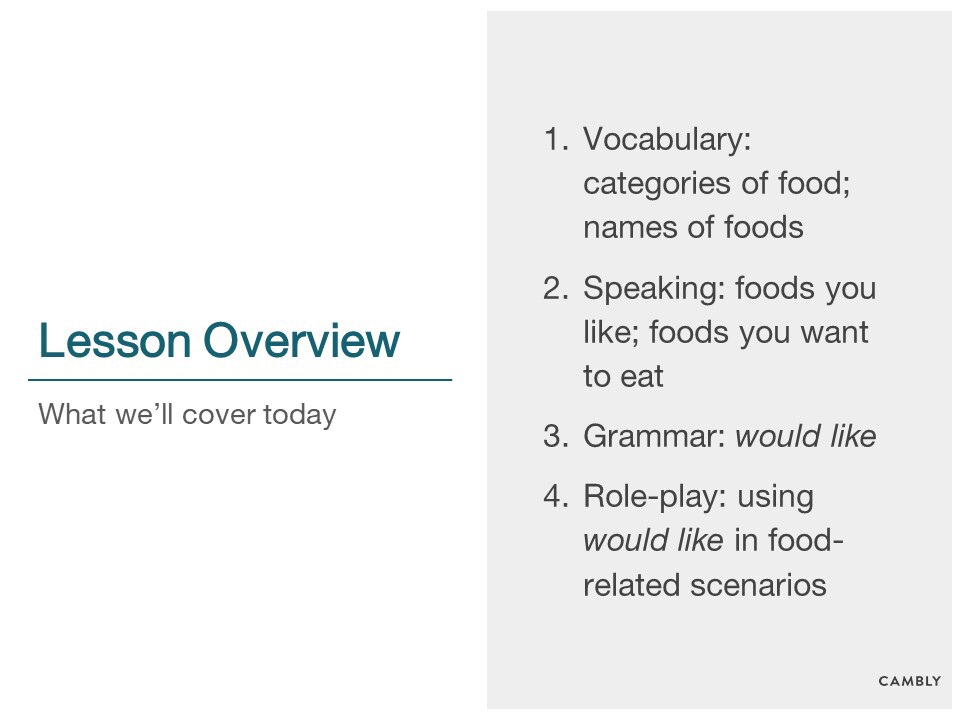 Lesson Overview
What we’ll cover today
1. Vocabulary:
categories of food;
names of foods
2. Speaking: foods you
like; foods you want
to eat
3. Grammar: would like
4. Role-play: using
would like in food-
related scenarios
CAMBLY